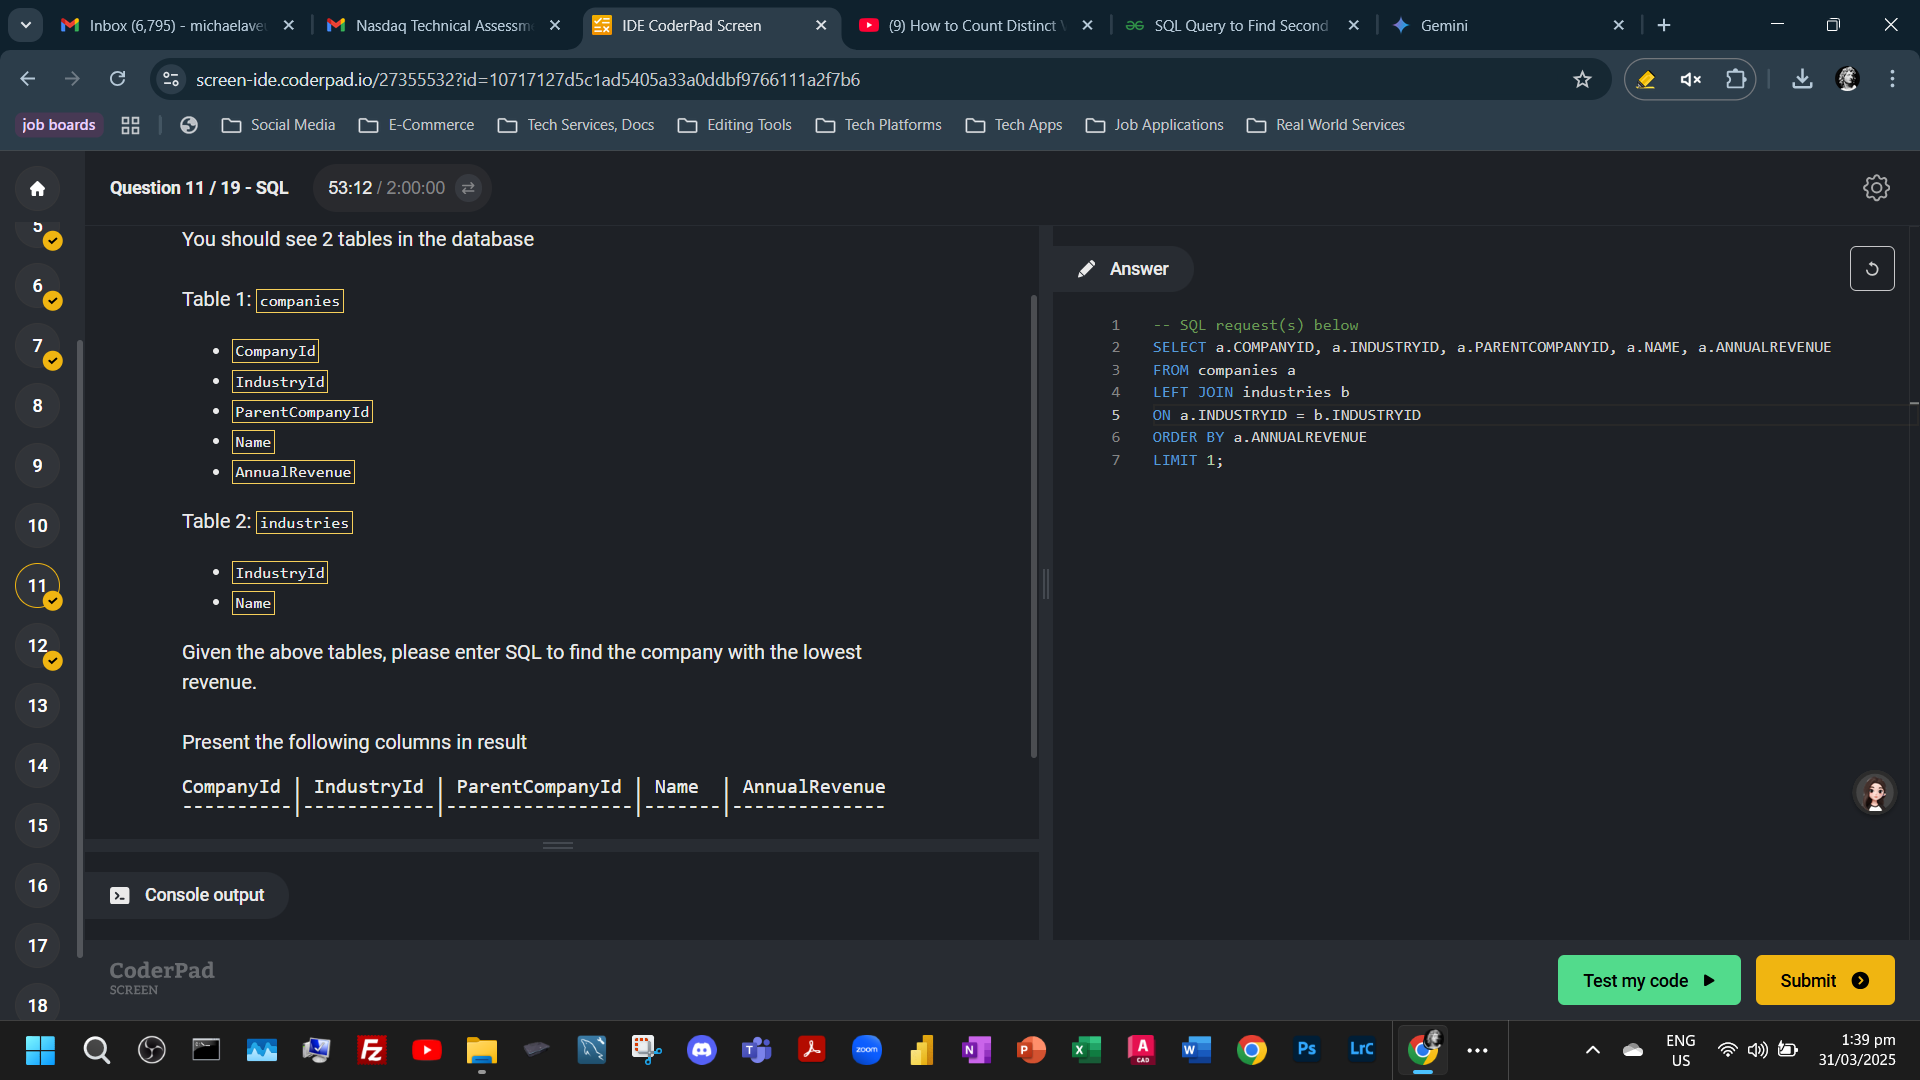 Inbox (6,795) - michaelave
Nasdaq Technical Assessm
IDE CoderPad Screen
(9) How to Count Distinct V
SQL Query to Find Second
Gemini
screen-ide.coderpad.io/27355532?id=10717127d5c1ad5405a33a0ddbf9766111a2f7b6
job boards
Social Media
E-Commerce
Tech Services, Docs
Editing Tools
Tech Platforms
Tech Apps
Job Applications
Real World Services
Question 11 / 19 - SQL
53:12 / 2:00:00
5
6
7
8
9
10
11
12
13
14
15
16
17
18
You should see 2 tables in the database
Table 1: companies
CompanyId
IndustryId
ParentCompanyId
Name
AnnualRevenue
Table 2: industries
IndustryId
Name
Given the above tables, please enter SQL to find the company with the lowest
revenue.
Present the following columns in result
CompanyId | IndustryId | ParentCompanyId | Name | AnnualRevenue
----------|------------|-----------------|-------|--------------
Console output
Answer
1 -- SQL request(s) below
2 SELECT a.COMPANYID, a.INDUSTRYID, a.PARENTCOMPANYID, a.NAME, a.ANNUALREVENUE
3 FROM companies a
4 LEFT JOIN industries b
5 ON a.INDUSTRYID = b.INDUSTRYID
6 ORDER BY a.ANNUALREVENUE
7 LIMIT 1;
CoderPad
SCREEN
Test my code
Submit
Fz
zoom
N
P
X
A
CAD
W
Ps
LrC
ENG
US
1:39 pm
31/03/2025